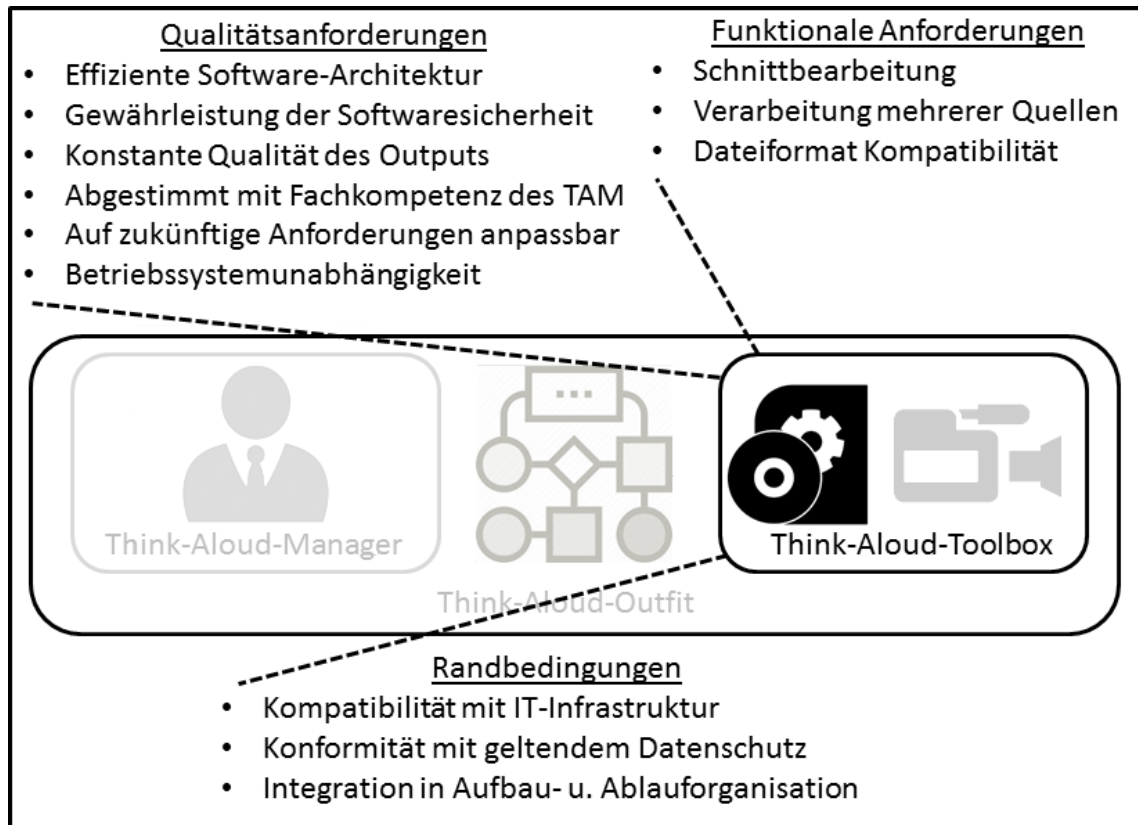 Qualitätsanforderungen
• Effiziente Software-Architektur
• Gewährleistung der Softwaresicherheit
• Konstante Qualität des Outputs
• Abgestimmt mit Fachkompetenz des TAM
• Auf zukünftige Anforderungen anpassbar
• Betriebssystemunabhängigkeit
Funktionale Anforderungen
• Schnittbearbeitung
• Verarbeitung mehrerer Quellen
• Dateiformat Kompatibilität
Think-Aloud-Manager
Think-Aloud-Toolbox
Think-Aloud-Outfit
Randbedingungen
• Kompatibilität mit IT-Infrastruktur
• Konformität mit geltendem Datenschutz
• Integration in Aufbau- u. Ablauforganisation